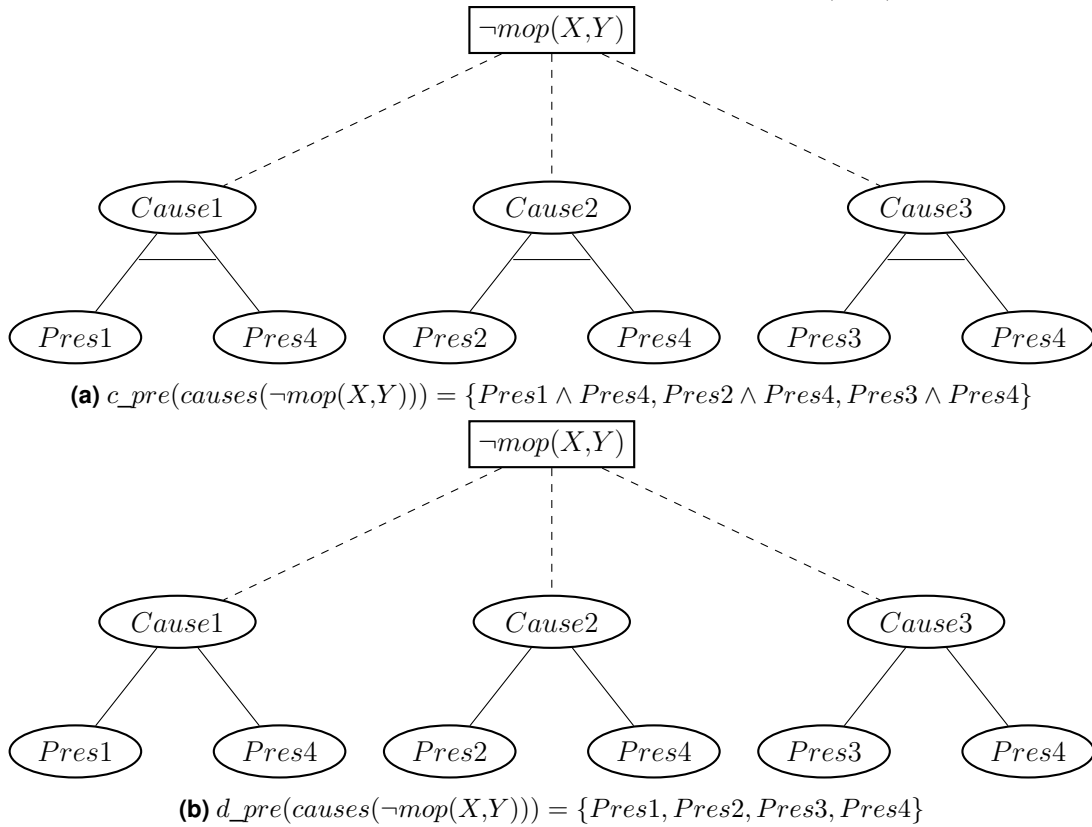 ¬mop(X,Y)
Cause1 Cause2 Cause3
Pres1 Pres4 Pres2 Pres4 Pres3 Pres4
(a) c_pre(causes(¬mop(X,Y))) = {Pres1 ∧ Pres4, Pres2 ∧ Pres4, Pres3 ∧ Pres4}
¬mop(X,Y)
Cause1 Cause2 Cause3
Pres1 Pres4 Pres2 Pres4 Pres3 Pres4
(b) d_pre(causes(¬mop(X,Y))) = {Pres1, Pres2, Pres3, Pres4}